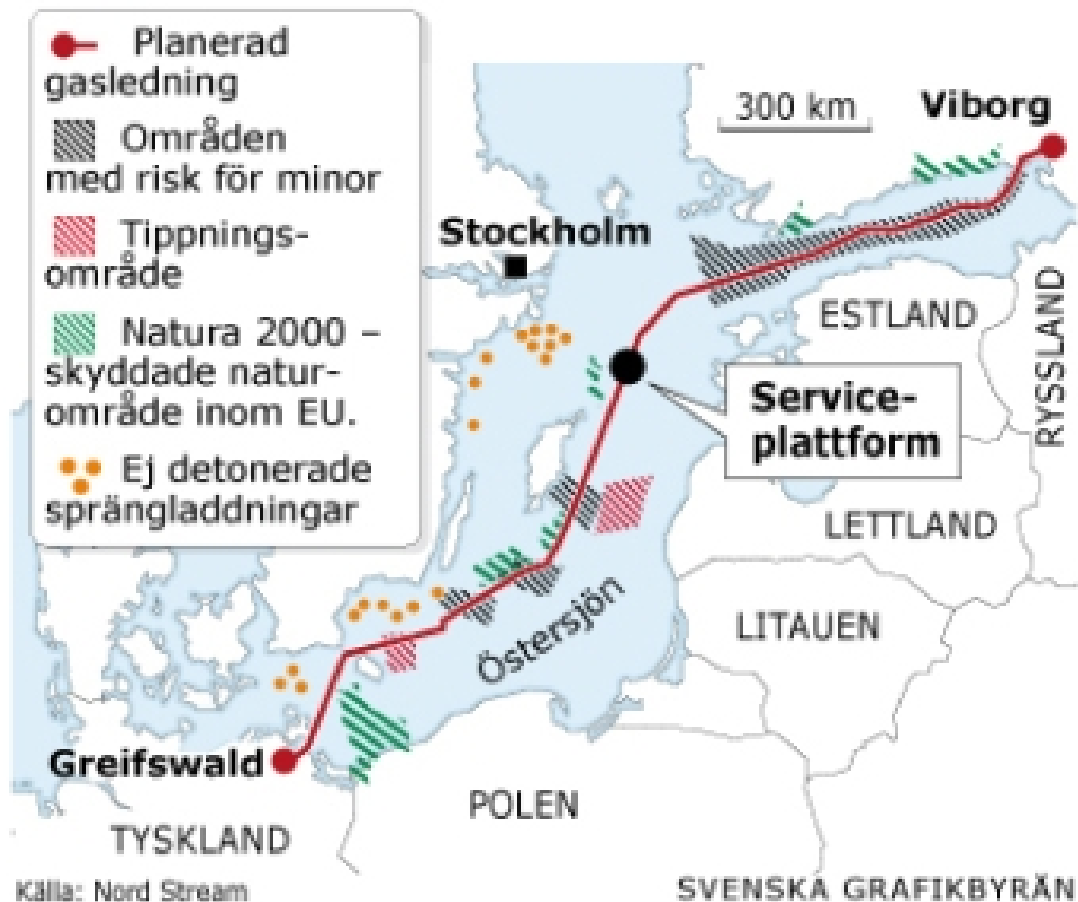 Planerad
gasledning
Områden
med risk för minor
Tippnings-
område
Natura 2000 –
skyddade natur-
område inom EU.
Ej detonerade
sprängladdningar
300 km
Viborg
Stockholm
ESTLAND
RYSSLAND
Service-
plattform
LETTLAND
LITAUEN
Östersjön
Greifswald
POLEN
TYSKLAND
Källa: Nord Stream
SVENSKA GRAFIKBYRÅN